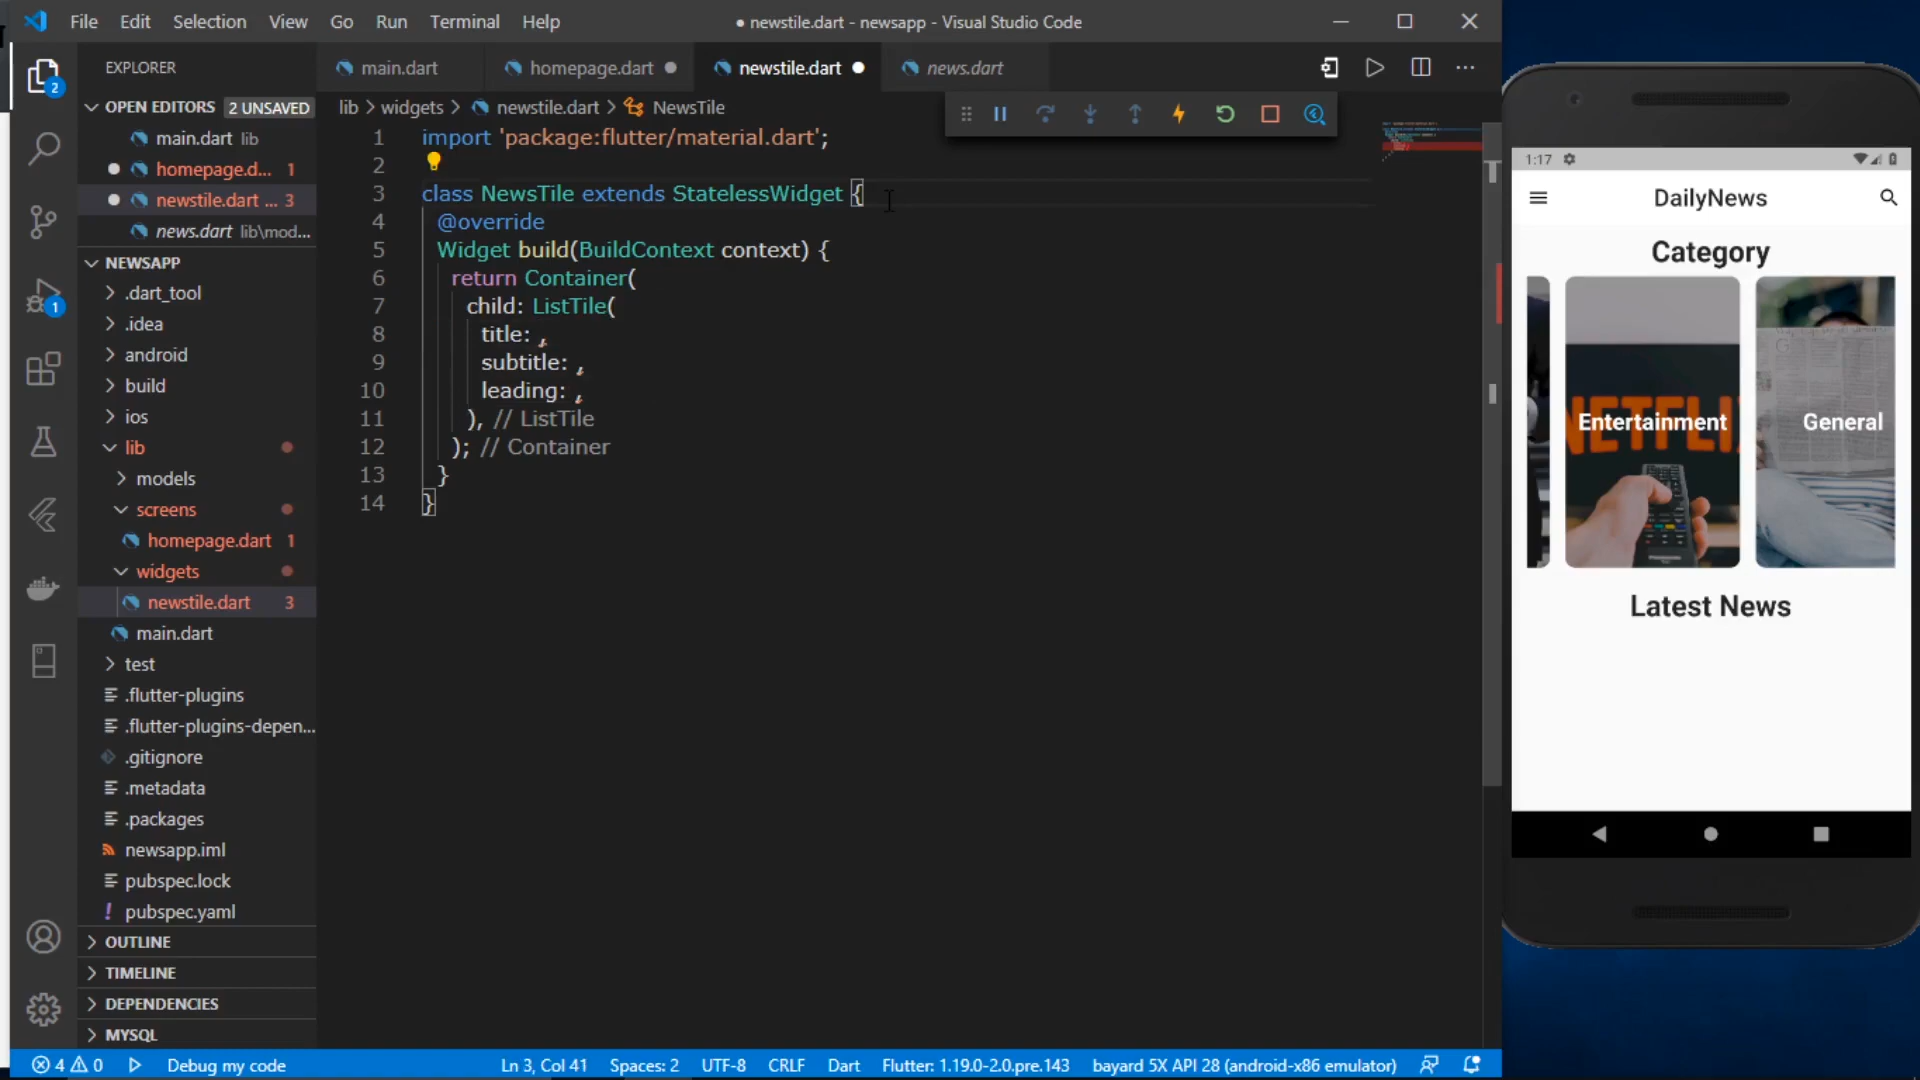 File Edit Selection View Go Run Terminal Help
● newstile.dart - newsapp - Visual Studio Code
EXPLORER
main.dart
homepage.dart
newstile.dart
news.dart
OPEN EDITORS 2 UNSAVED
lib > widgets > newstile.dart > NewsTile
main.dart lib
homepage.d... 1
newstile.dart ... 3
news.dart lib\mod...
NEWSAPP
.dart_tool
.idea
android
build
ios
lib
models
screens
homepage.dart 1
widgets
newstile.dart 3
main.dart
test
.flutter-plugins
.flutter-plugins-depen...
.gitignore
.metadata
.packages
newsapp.iml
pubspec.lock
pubspec.yaml
OUTLINE
TIMELINE
DEPENDENCIES
MYSQL
2
1
1 import 'package:flutter/material.dart';
2
3 class NewsTile extends StatelessWidget {
4 @override
5 Widget build(BuildContext context) {
6 return Container(
7 child: ListTile(
8 title: ,
9 subtitle: ,
10 leading: ,
11 ), // ListTile
12 ); // Container
13 }
14 }
4 0 Debug my code Ln 3, Col 41 Spaces: 2 UTF-8 CRLF Dart Flutter: 1.19.0-2.0.pre.143 bayard 5X API 28 (android-x86 emulator)
1:17
DailyNews
Category
NETFLI
Entertainment
General
Latest News